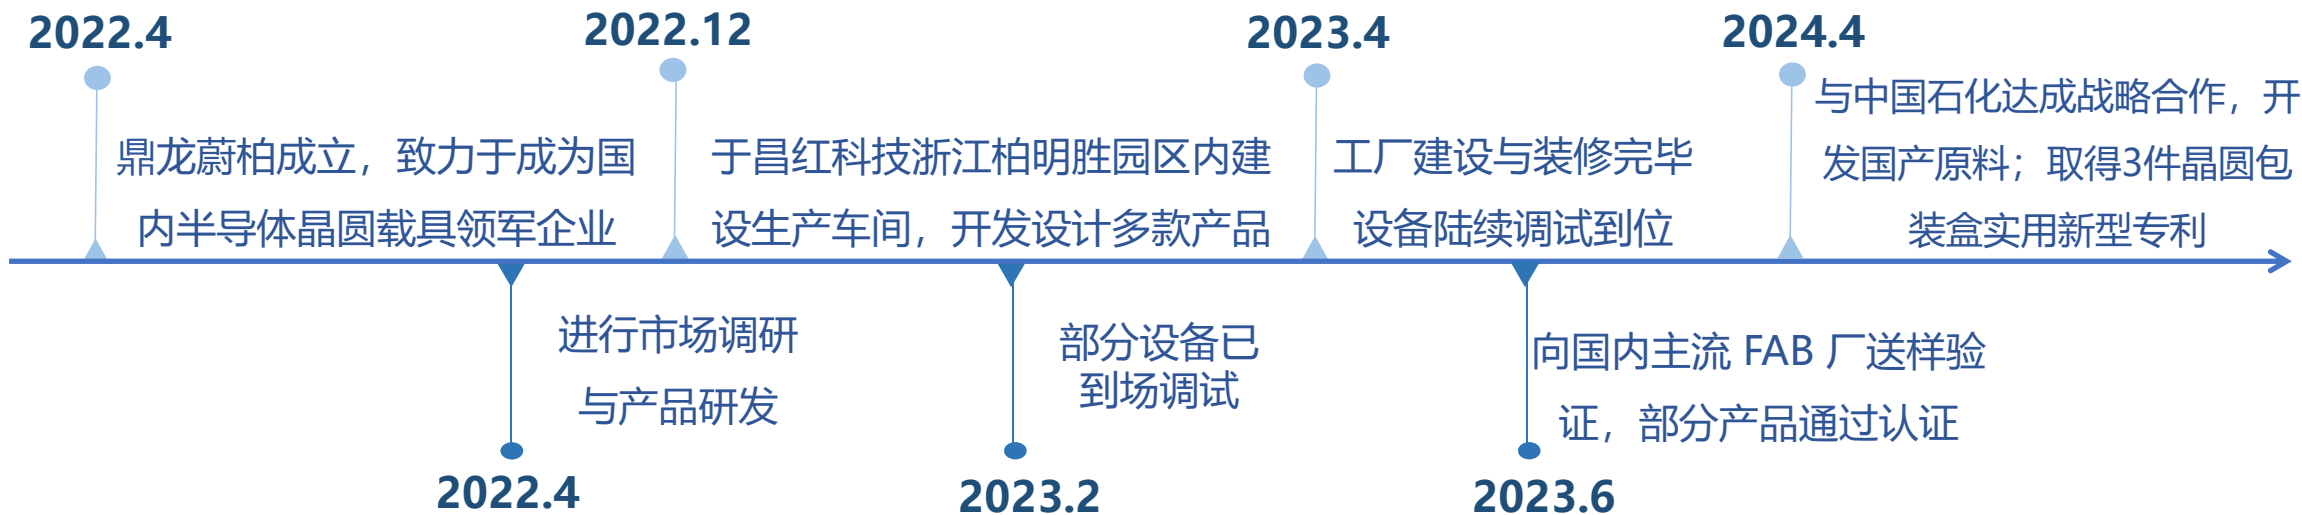 2022.4
鼎龙蔚柏成立，致力于成为国
内半导体晶圆载具领军企业
2022.4
进行市场调研
与产品研发
2022.12
于昌红科技浙江柏明胜园区内建
设生产车间，开发设计多款产品
2023.2
部分设备已
到场调试
2023.4
工厂建设与装修完毕
设备陆续调试到位
2023.6
向国内主流 FAB 厂送样验
证，部分产品通过认证
2024.4
与中国石化达成战略合作，开
发国产原料；取得3件晶圆包
装盒实用新型专利